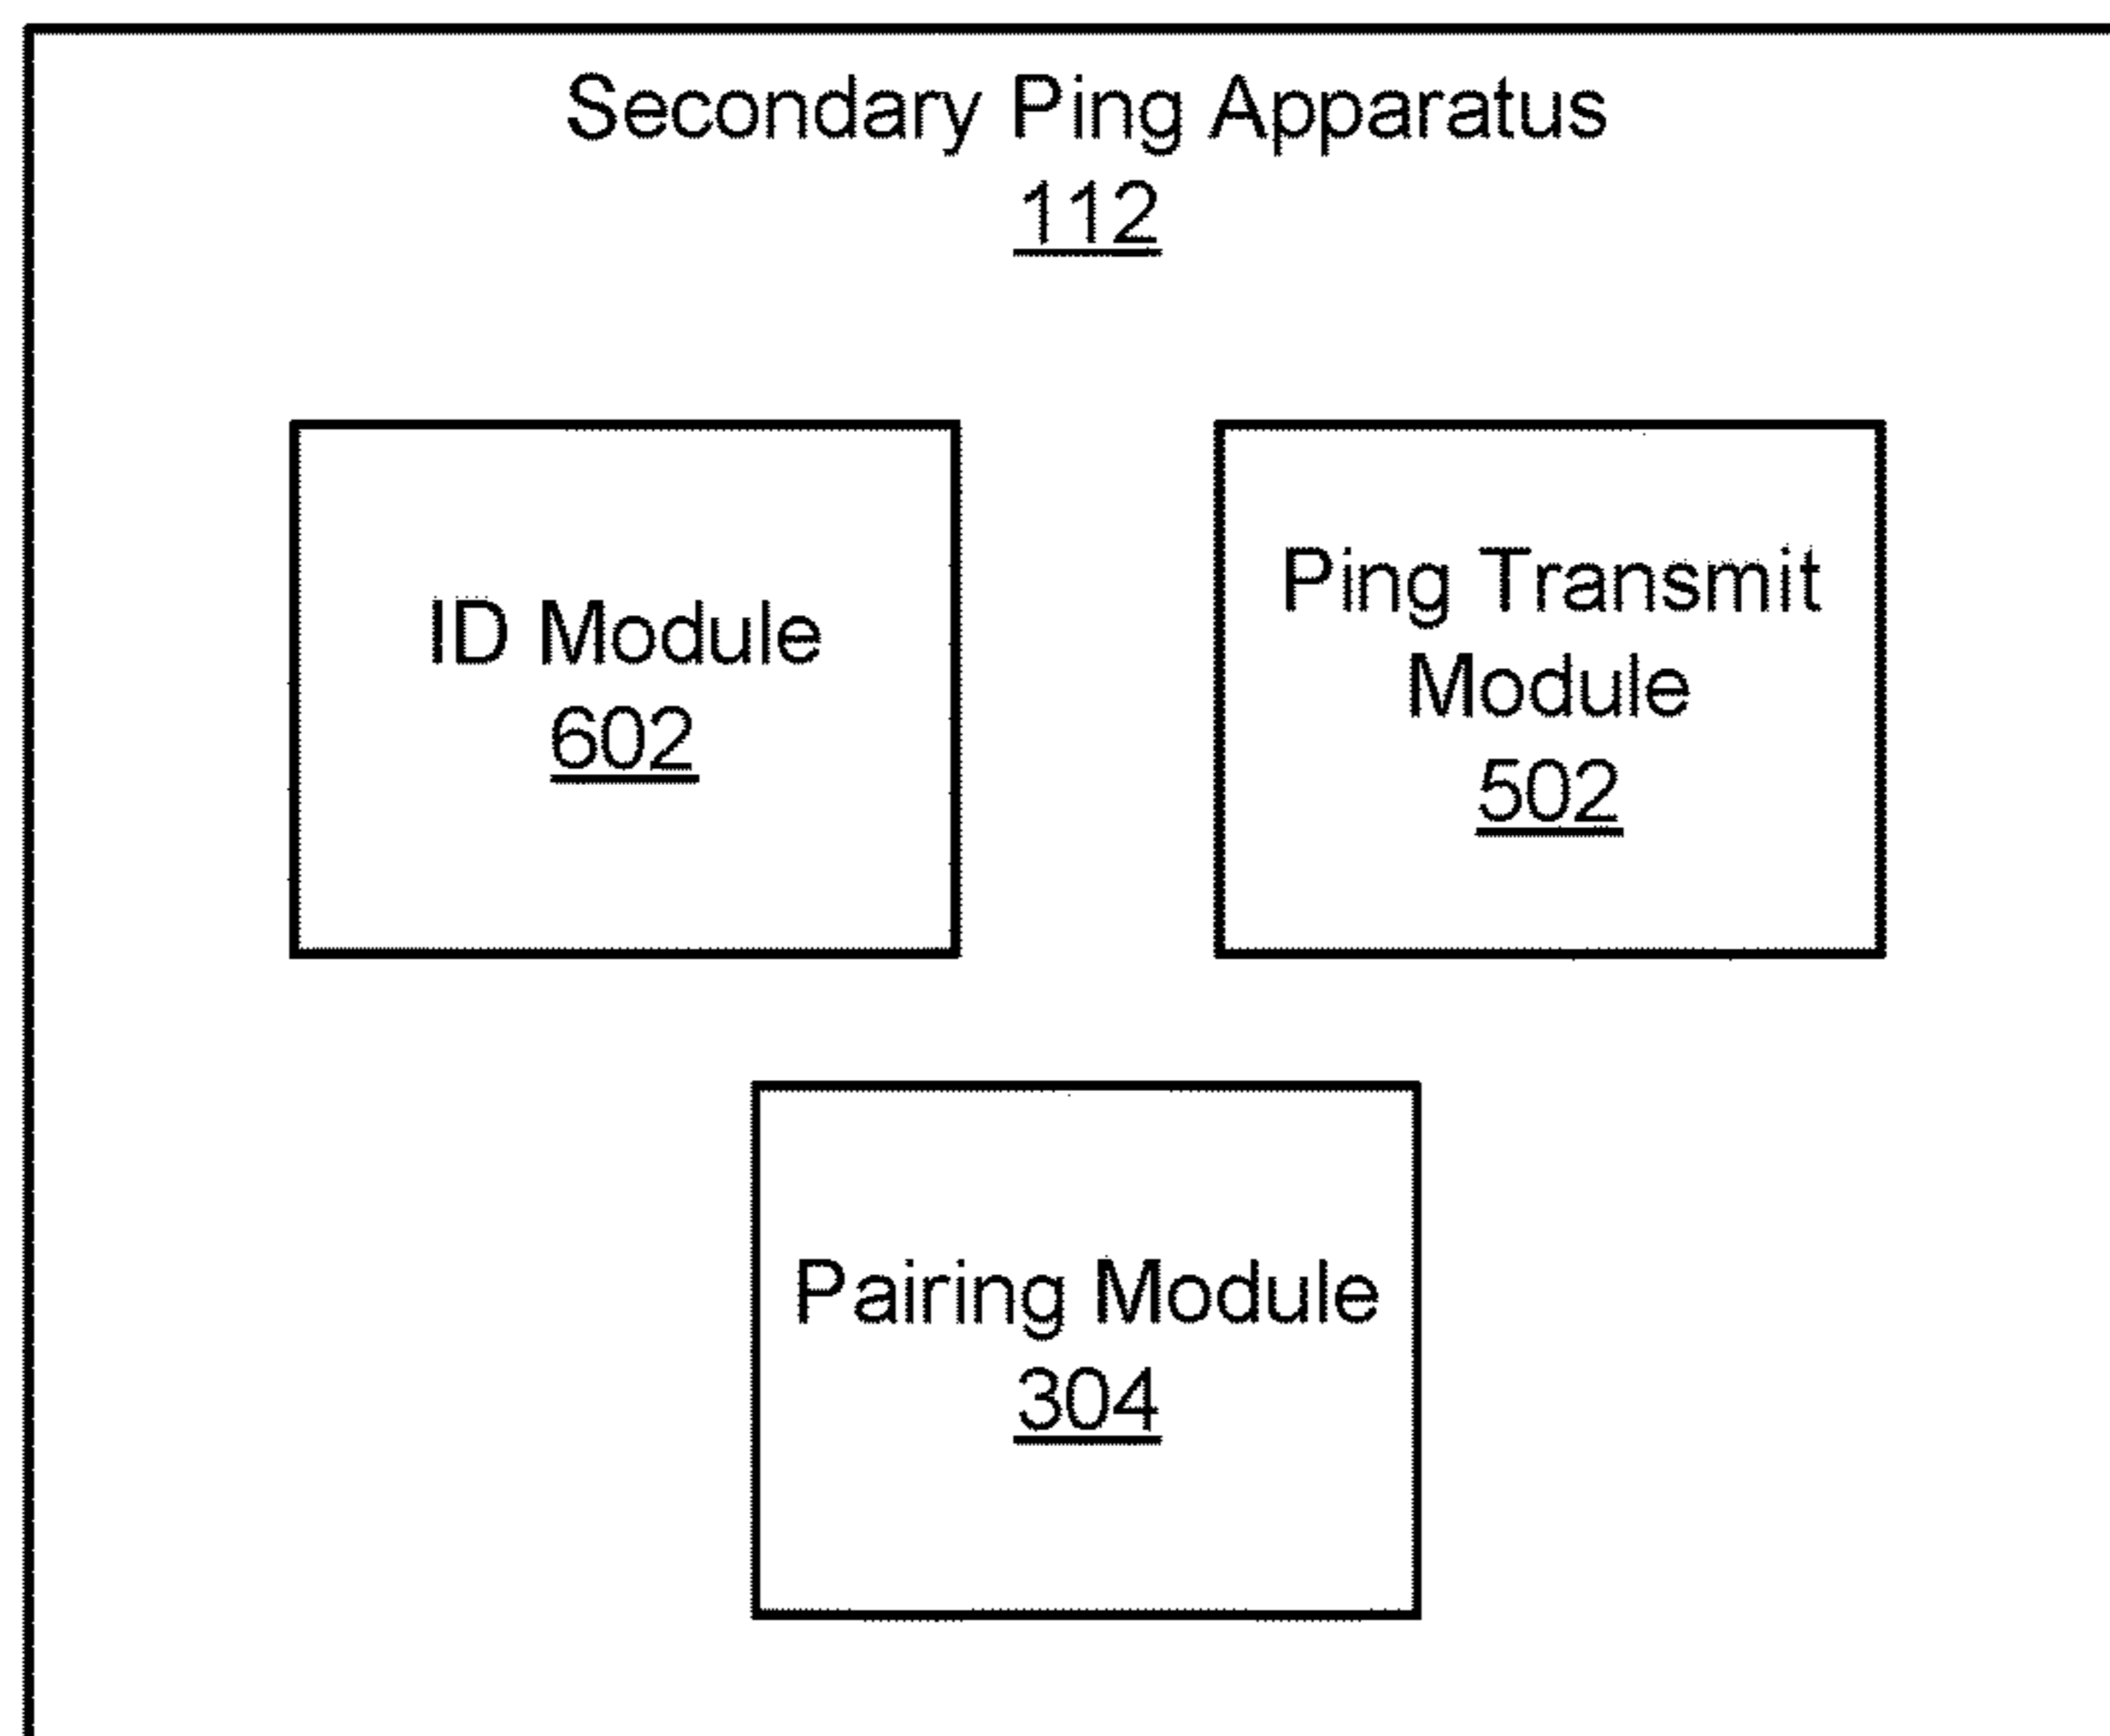 Secondary Ping Apparatus
112
ID Module
602
Ping Transmit
Module
502
Pairing Module
304